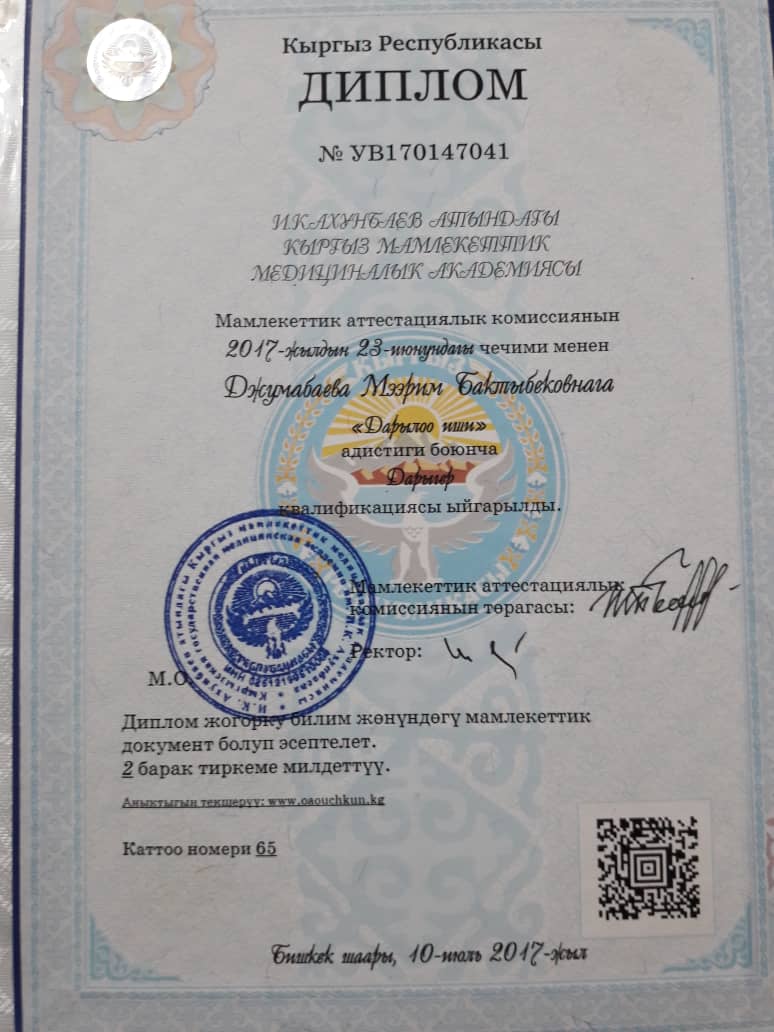 Кыргыз Республикасы
ДИПЛОМ
№ УВ170147041
И.К.АХУНБАЕВ АТЫНДАГЫ
КЫРГЫЗ МАМЛЕКЕТТИК
МЕДИЦИНАЛЫК АКАДЕМИЯСЫ
Мамлекеттик аттестациялык комиссиянын
2017-жылдын 23-июнундагы чечими менен
Джумабаева Мээрим Бактыбековнага
«Дарылоо иши»
адистиги боюнча
Дарыгер
квалификациясы ыйгарылды.
Мамлекеттик аттестациялык
комиссиянын төрагасы:
Ректор:
М.О.
Диплом жогорку билим жөнүндөгү мамлекеттик
документ болуп эсептелет.
2 барак тиркеме милдеттүү.
Аныктыгын текшерүү: www.oaouchkun.kg
Каттоо номери 65
Бишкек шаары, 10-июль 2017-жыл